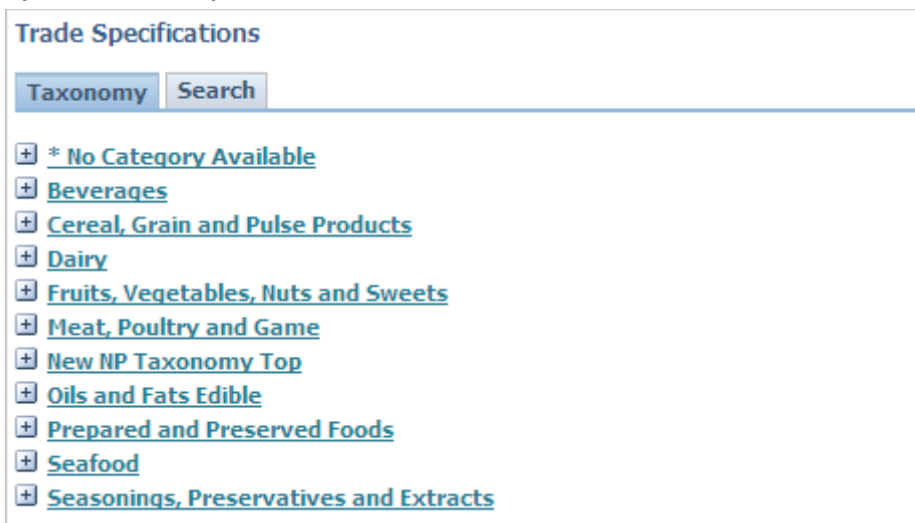 Trade Specifications
Taxonomy Search
* No Category Available
Beverages
Cereal, Grain and Pulse Products
Dairy
Fruits, Vegetables, Nuts and Sweets
Meat, Poultry and Game
New NP Taxonomy Top
Oils and Fats Edible
Prepared and Preserved Foods
Seafood
Seasonings, Preservatives and Extracts